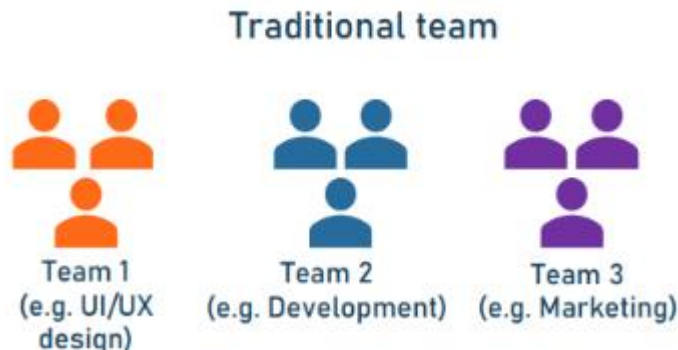 Traditional team
Team 1
(e.g. UI/UX
design)
Team 2
(e.g. Development)
Team 3
(e.g. Marketing)